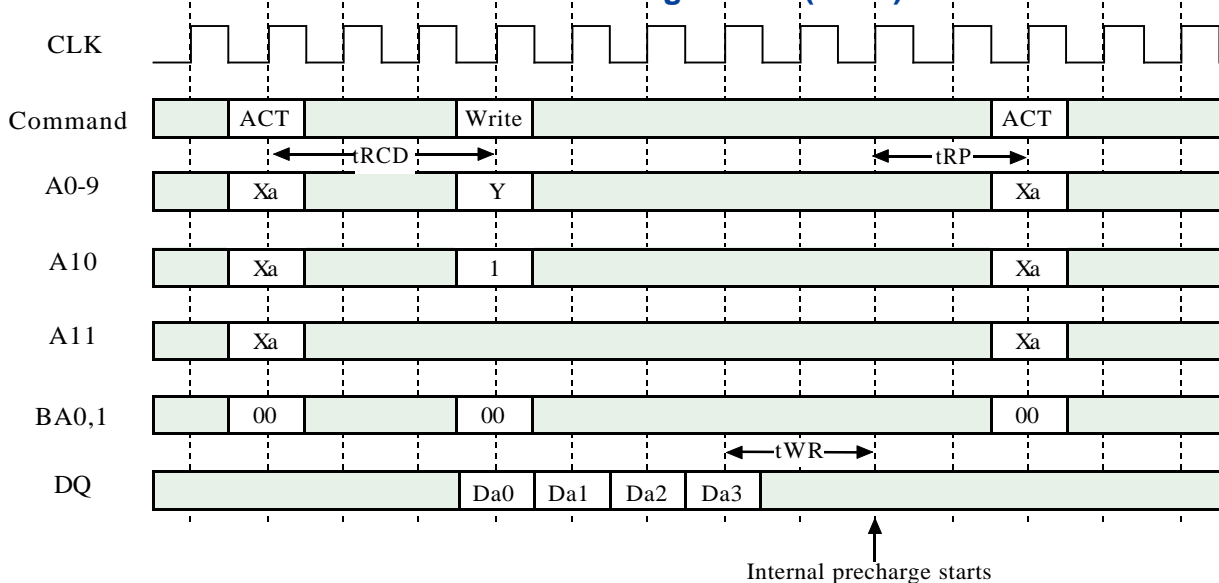 CLK
Command ACT Write ACT
tRCD tRP
A0-9 Xa Y Xa
A10 Xa 1 Xa
A11 Xa Xa
BA0,1 00 00 00
tWR
DQ Da0 Da1 Da2 Da3
Internal precharge starts